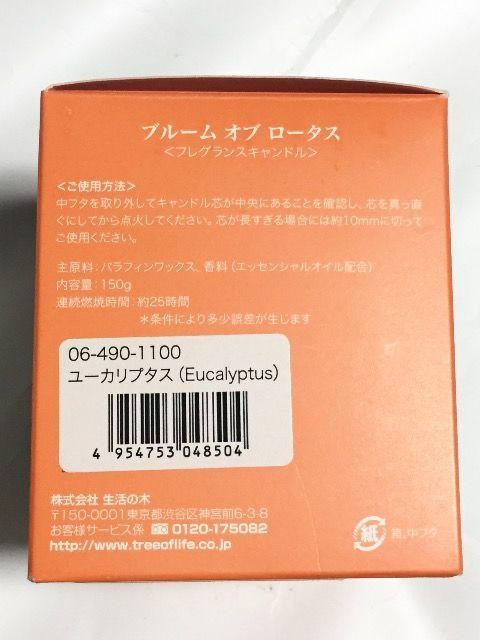 ブルーム オブ ロータス
＜フレグランスキャンドル＞
＜ご使用方法＞
中フタを取り外してキャンドル芯が中央にあることを確認し、芯を真っ直
ぐにしてから点火してください。芯が長すぎる場合には約10mmに切って
ご使用ください。
主原料：パラフィンワックス、香料（エッセンシャルオイル配合）
内容量：150g
連続燃焼時間：約25時間
＊条件により多少誤差が生じます
06-490-1100
ユーカリプタス（Eucalyptus）
4 954753 048504
株式会社 生活の木
〒150-0001東京都渋谷区神宮前6-3-8
お客様サービス係 0120-175082
http://www.treeoflife.co.jp
紙 箱、中フタ